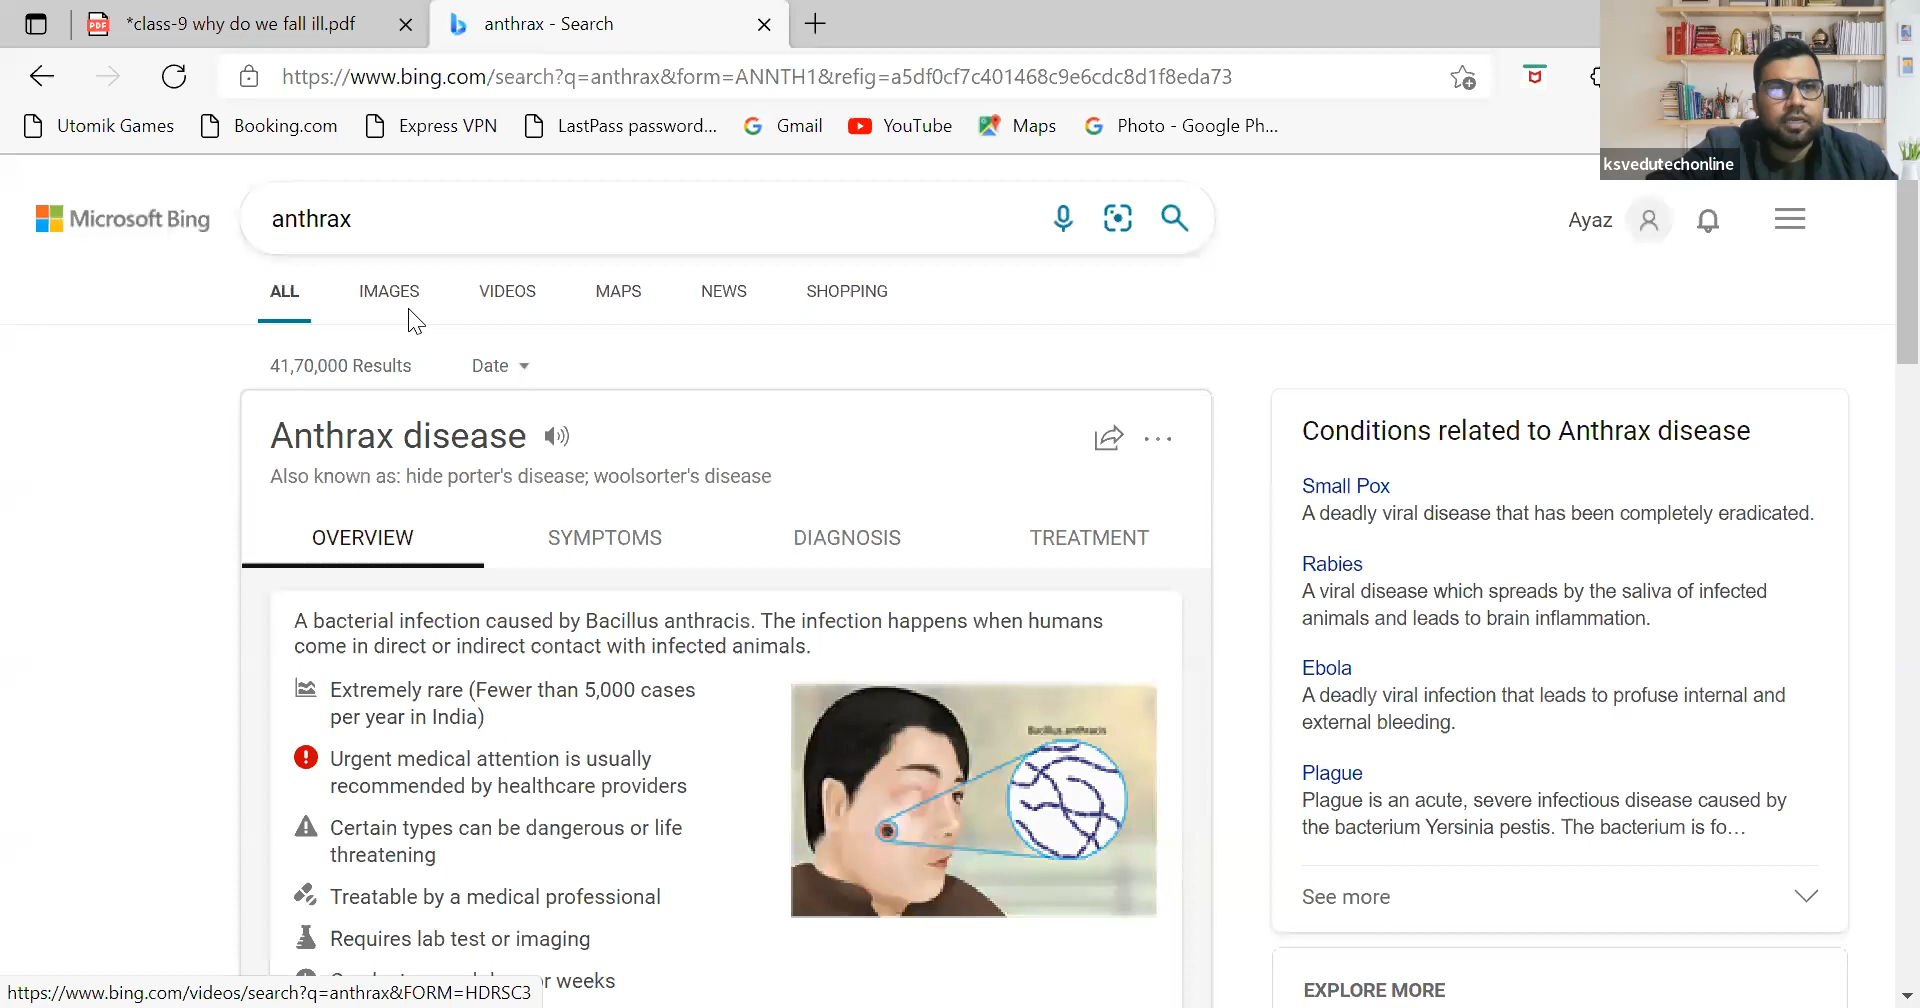 *class-9 why do we fall ill.pdf
anthrax - Search
https://www.bing.com/search?q=anthrax&form=ANNTH1&refig=a5df0cf7c401468c9e6cdc8d1f8eda73
Utomik Games
Booking.com
Express VPN
LastPass password...
Gmail
YouTube
Maps
Photo - Google Ph...
ksvedutechonline
Microsoft Bing
anthrax
Ayaz
ALL
IMAGES
VIDEOS
MAPS
NEWS
SHOPPING
41,70,000 Results
Date
Anthrax disease
Also known as: hide porter's disease; woolsorter's disease
OVERVIEW
SYMPTOMS
DIAGNOSIS
TREATMENT
A bacterial infection caused by Bacillus anthracis. The infection happens when humans
come in direct or indirect contact with infected animals.
Extremely rare (Fewer than 5,000 cases
per year in India)
Urgent medical attention is usually
recommended by healthcare providers
Certain types can be dangerous or life
threatening
Treatable by a medical professional
Requires lab test or imaging
or weeks
Bacillus anthracis
Conditions related to Anthrax disease
Small Pox
A deadly viral disease that has been completely eradicated.
Rabies
A viral disease which spreads by the saliva of infected
animals and leads to brain inflammation.
Ebola
A deadly viral infection that leads to profuse internal and
external bleeding.
Plague
Plague is an acute, severe infectious disease caused by
the bacterium Yersinia pestis. The bacterium is fo...
See more
EXPLORE MORE
https://www.bing.com/videos/search?q=anthrax&FORM=HDRSC3